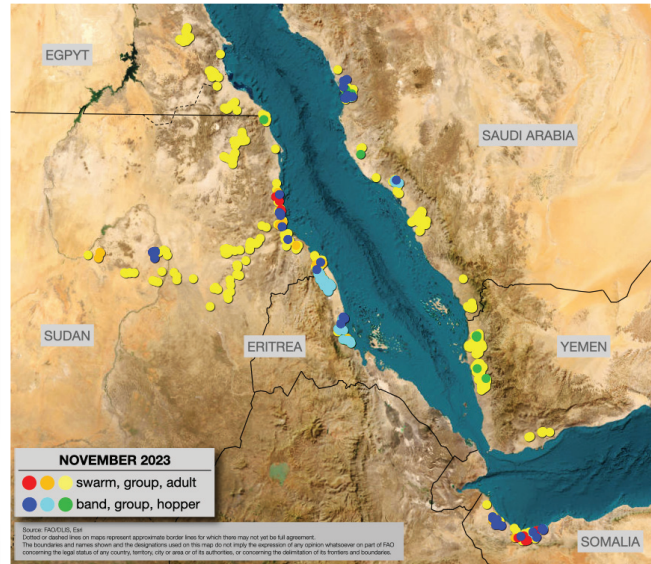 EGPYT
SAUDI ARABIA
SUDAN
ERITREA
YEMEN
NOVEMBER 2023
swarm, group, adult
band, group, hopper
SOMALIA
Source: FAO/DLIS, Esri
Dotted or dashed lines on maps represent approximate border lines for which there may not yet be full agreement.
The boundaries and names shown and the designations used on this map do not imply the expression of any opinion whatsoever on part of FAO
concerning the legal status of any country, territory, city or area or of its authorities, or concerning the delimitation of its frontiers and boundaries.